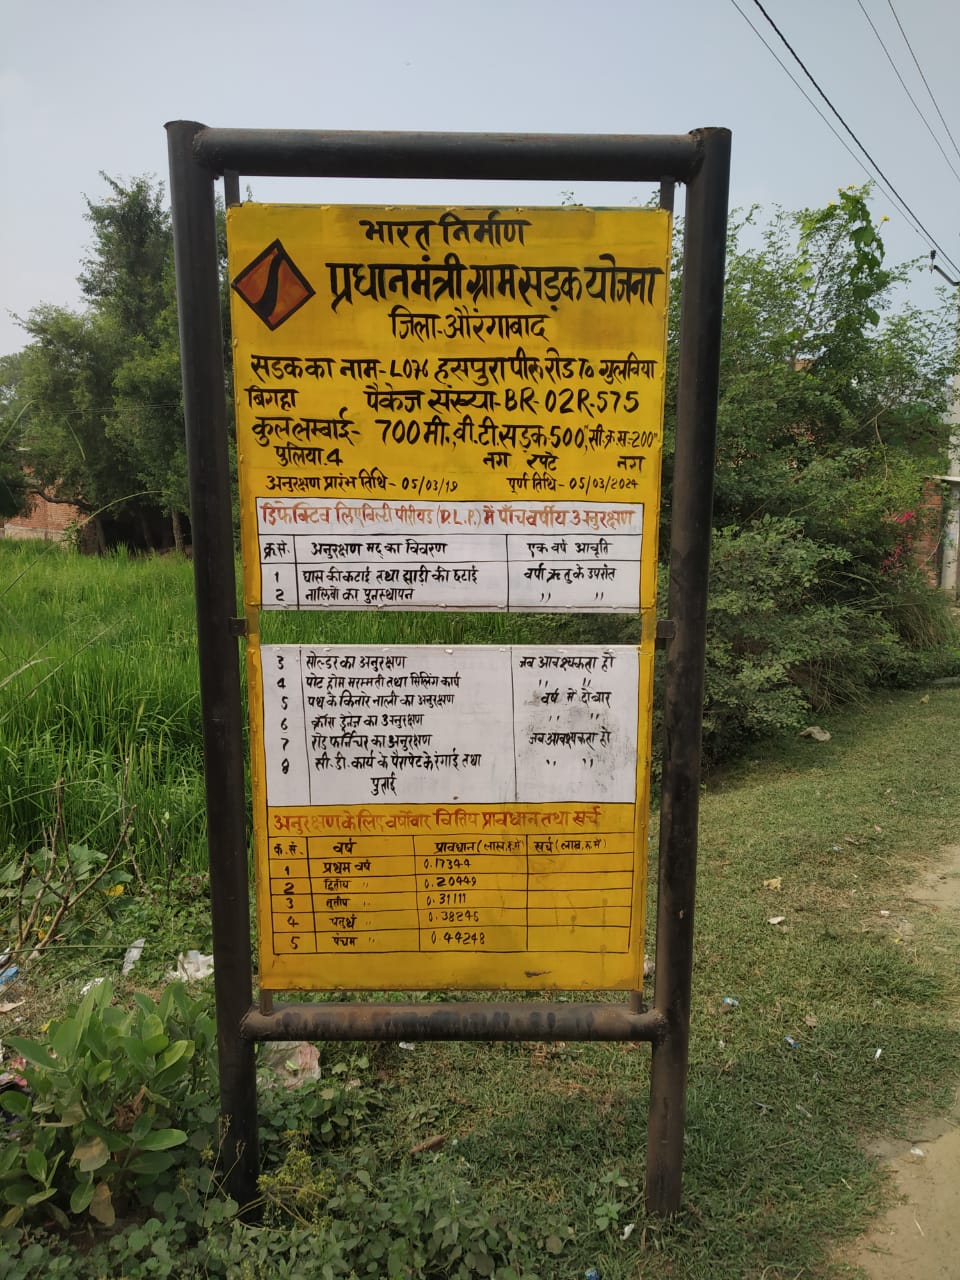 भारत निर्माण
प्रधानमंत्री ग्राम सड़क योजना
जिला-औरंगाबाद
सडक का नाम-L076 हसपुरा पीरू रोड To गुलबिया
बिगहा पैकेज संख्या-BR-02R-575
कुल लम्बाई- 700मी., बी.टी.सड़क 500, सी.क्र.स=200"
पुलिया.4 नग रपटे नग
अनुरक्षण प्रारंभ तिथि - 05/03/19 पूर्ण तिथि - 05/03/2024
डिफेक्टिव लिएबिल्टी पीरीयड (D.L.P.) में पाँचवर्षीय अनुरक्षण
क्र.सं. अनुरक्षण मद् का विवरण एक वर्ष आवृति
1 घास की कटाई तथा झाड़ी की छटाई वर्षा ऋतु के उपरांत
2 नालियों का पुनस्थापन ,, ,,
3 सोल्डर का अनुरक्षण जब आवश्यकता हो
4 पोट होम मरम्मती तथा सिलिंग कार्य ,, ,,
5 पथ के किनारे नाली का अनुरक्षण वर्ष में दो बार
6 क्रॉस ड्रेनेज का अनुरक्षण ,, ,,
7 रोड फर्निचर का अनुरक्षण जब आवश्यकता हो
8 सी.डी. कार्य के पैरापेट के रंगाई तथा ,, ,,
पुताई
अनुरक्षण के लिए वर्षोवार वित्तिय प्रावधान तथा खर्च
क.सं. वर्ष प्रावधान (लाख.रु.में) खर्च (लाख.रु.में)
1 प्रथम वर्ष 0.17344
2 द्वितीय ,, 0.20449
3 तृतीय ,, 0.31111
4 चतुर्थ ,, 0.38245
5 पंचम ,, 0.44248